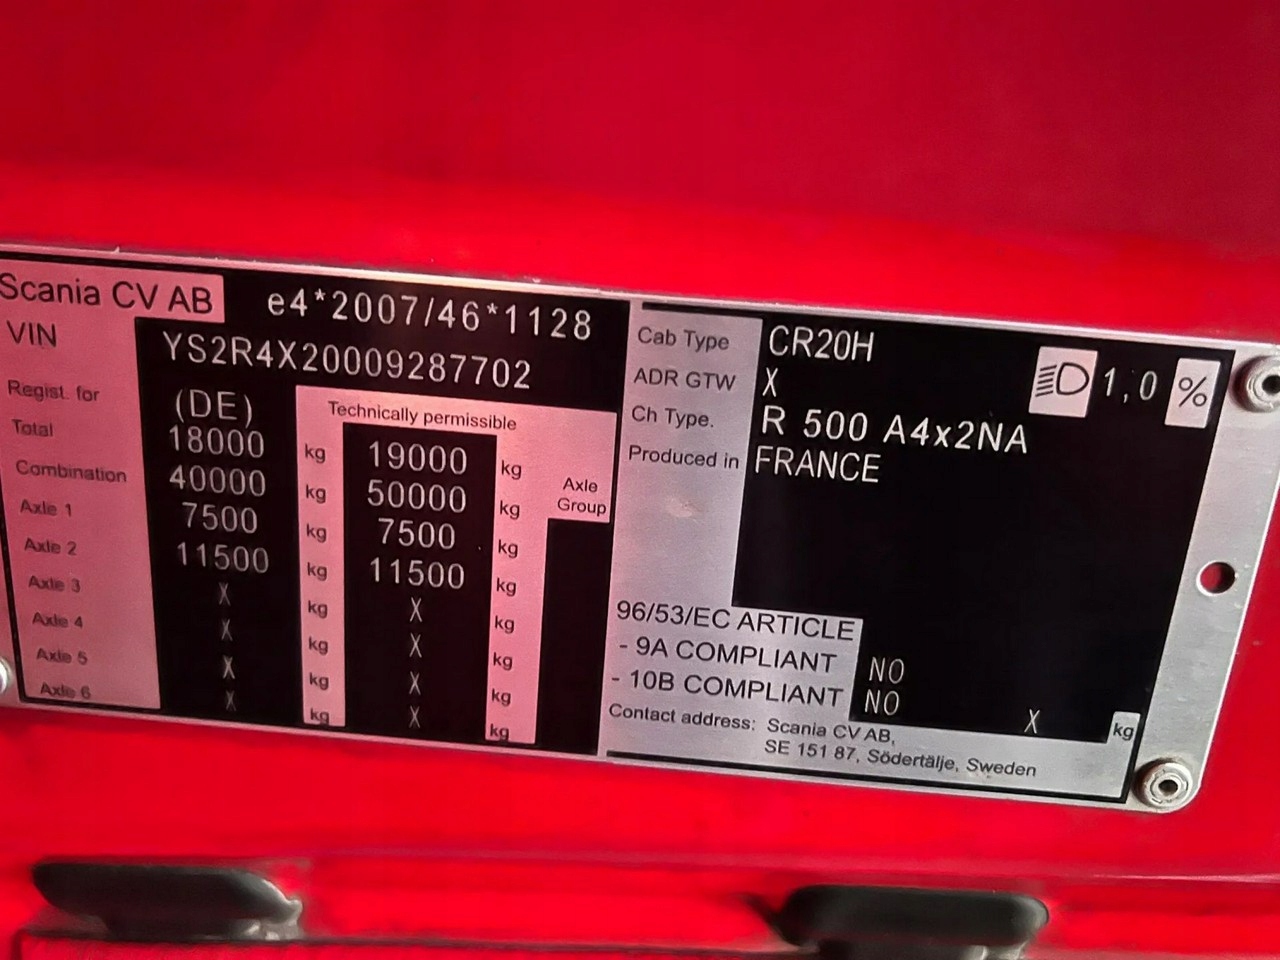 Scania CV AB e4*2007/46*1128
VIN YS2R4X20009287702
Regist. for (DE) Technically permissible
Total 18000 kg 19000 kg
Combination 40000 kg 50000 kg Axle Group
Axle 1 7500 kg 7500 kg
Axle 2 11500 kg 11500 kg
Axle 3 X kg X kg
Axle 4 X kg X kg
Axle 5 X kg X kg
Axle 6 X kg X kg
Cab Type CR20H
ADR GTW X 1,0 %
Ch Type. R 500 A4x2NA
Produced in FRANCE
96/53/EC ARTICLE
- 9A COMPLIANT NO
- 10B COMPLIANT NO X kg
Contact address: Scania CV AB,
SE 151 87, Södertälje, Sweden